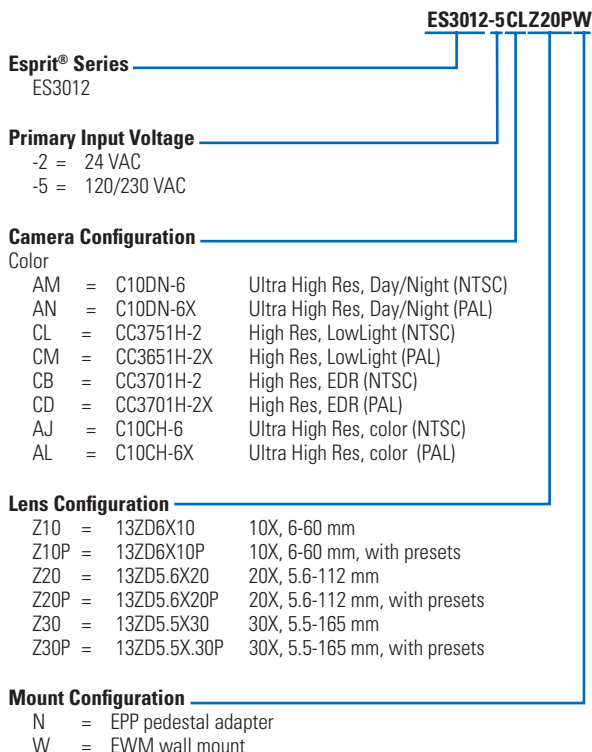 ES3012-5CLZ20PW
Esprit® Series
ES3012
Primary Input Voltage
-2 = 24 VAC
-5 = 120/230 VAC
Camera Configuration
Color
AM = C10DN-6 Ultra High Res, Day/Night (NTSC)
AN = C10DN-6X Ultra High Res, Day/Night (PAL)
CL = CC3751H-2 High Res, LowLight (NTSC)
CM = CC3651H-2X High Res, LowLight (PAL)
CB = CC3701H-2 High Res, EDR (NTSC)
CD = CC3701H-2X High Res, EDR (PAL)
AJ = C10CH-6 Ultra High Res, color (NTSC)
AL = C10CH-6X Ultra High Res, color (PAL)
Lens Configuration
Z10 = 13ZD6X10 10X, 6-60 mm
Z10P = 13ZD6X10P 10X, 6-60 mm, with presets
Z20 = 13ZD5.6X20 20X, 5.6-112 mm
Z20P = 13ZD5.6X20P 20X, 5.6-112 mm, with presets
Z30 = 13ZD5.5X30 30X, 5.5-165 mm
Z30P = 13ZD5.5X.30P 30X, 5.5-165 mm, with presets
Mount Configuration
N = EPP pedestal adapter
W = EWM wall mount